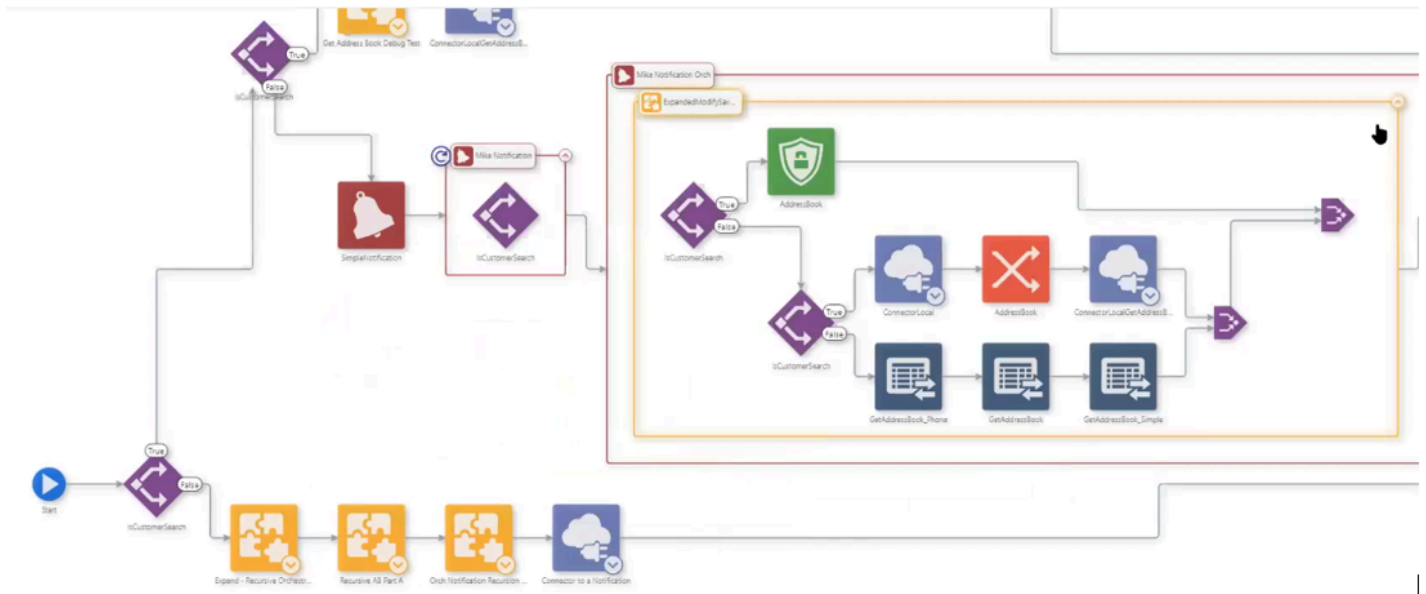 Get Address Book Debug Test
ConnectorLocalGetAddressB...
True
False
IsCustomerSearch
Mike Notification Orch
ExpandedModifySav...
Mike Notification
SimpleNotification
IsCustomerSearch
True
False
IsCustomerSearch
AddressBook
True
False
IsCustomerSearch
ConnectorLocal
AddressBook
ConnectorLocalGetAddressB...
GetAddressBook_Phone
GetAddressBook
GetAddressBook_Simple
Start
True
False
IsCustomerSearch
Expand - Recursive Orchestr...
Recursive AB Part A
Orch Notification Recursion ...
Connector to a Notification